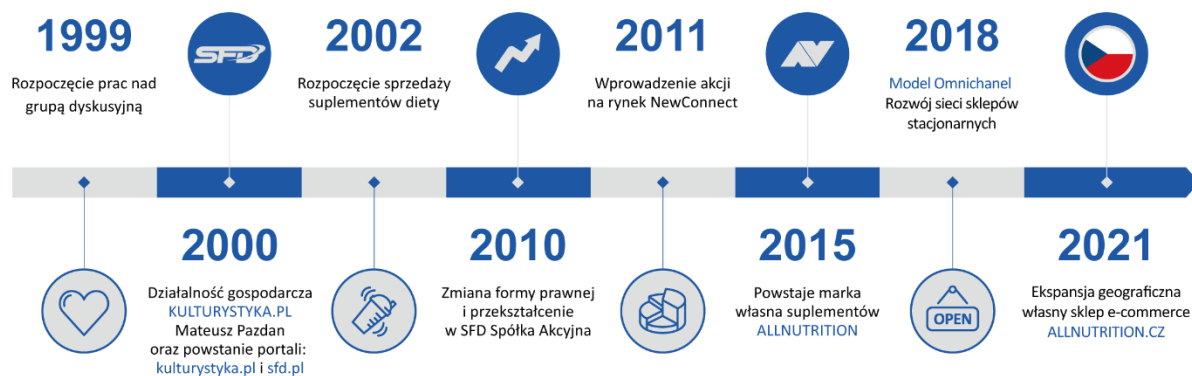 1999
Rozpoczęcie prac nad
grupą dyskusyjną
SFD
2000
Działalność gospodarcza
KULTURYSTYKA.PL
Mateusz Pazdan
oraz powstanie portali:
kulturystyka.pl i sfd.pl
2002
Rozpoczęcie sprzedaży
suplementów diety
2010
Zmiana formy prawnej
i przekształcenie
w SFD Spółka Akcyjna
2011
Wprowadzenie akcji
na rynek NewConnect
2015
Powstaje marka
własna suplementów
ALLNUTRITION
2018
Model Omnichanel
Rozwój sieci sklepów
stacjonarnych
OPEN
2021
Ekspansja geograficzna
własny sklep e-commerce
ALLNUTRITION.CZ